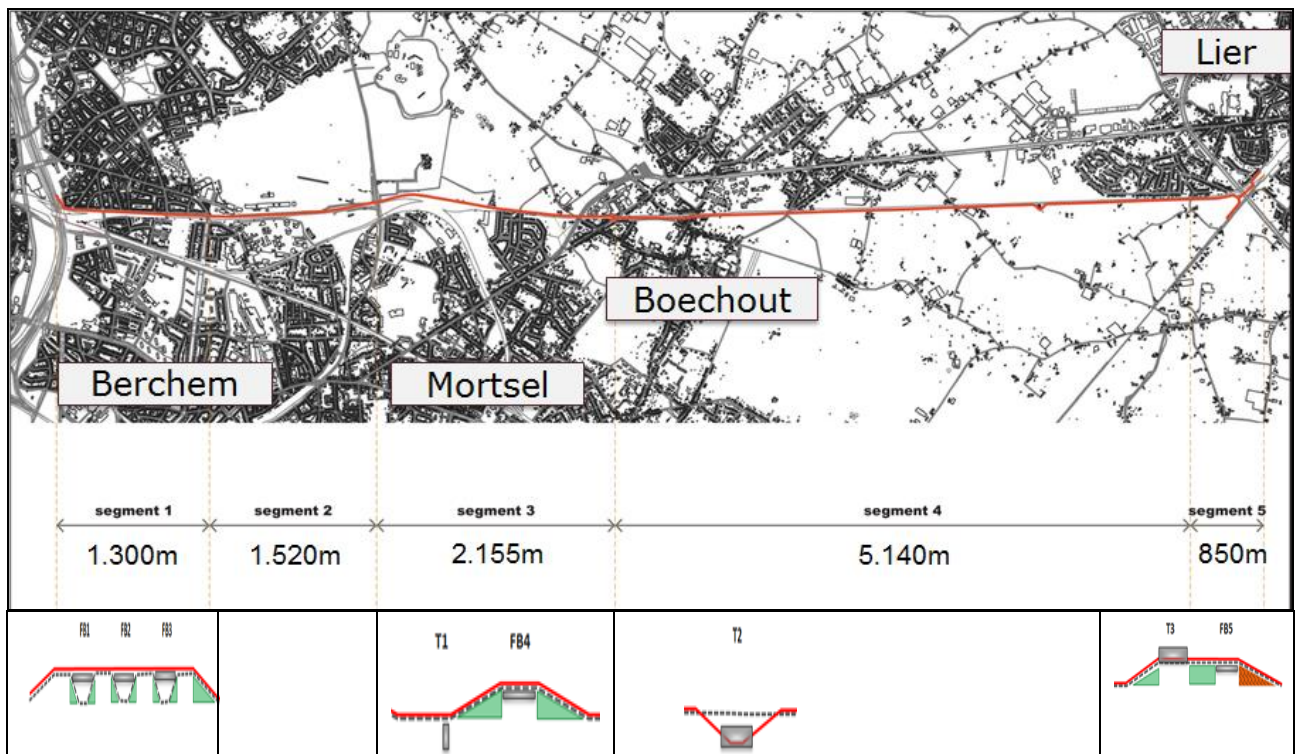 Lier
Boechout
Berchem
Mortsel
segment 1
segment 2
segment 3
segment 4
segment 5
1.300m
1.520m
2.155m
5.140m
850m
FB1
FB2
FB3
T1
FB4
T2
T3
FB5